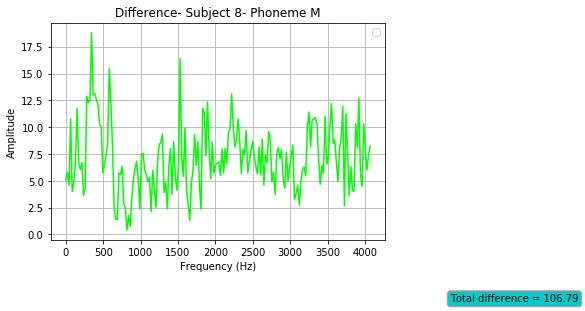 Difference- Subject 8- Phoneme M
17.5
15.0
12.5
10.0
7.5
5.0
2.5
0.0
Amplitude
0 500 1000 1500 2000 2500 3000 3500 4000
Frequency (Hz)
Total difference = 106.79